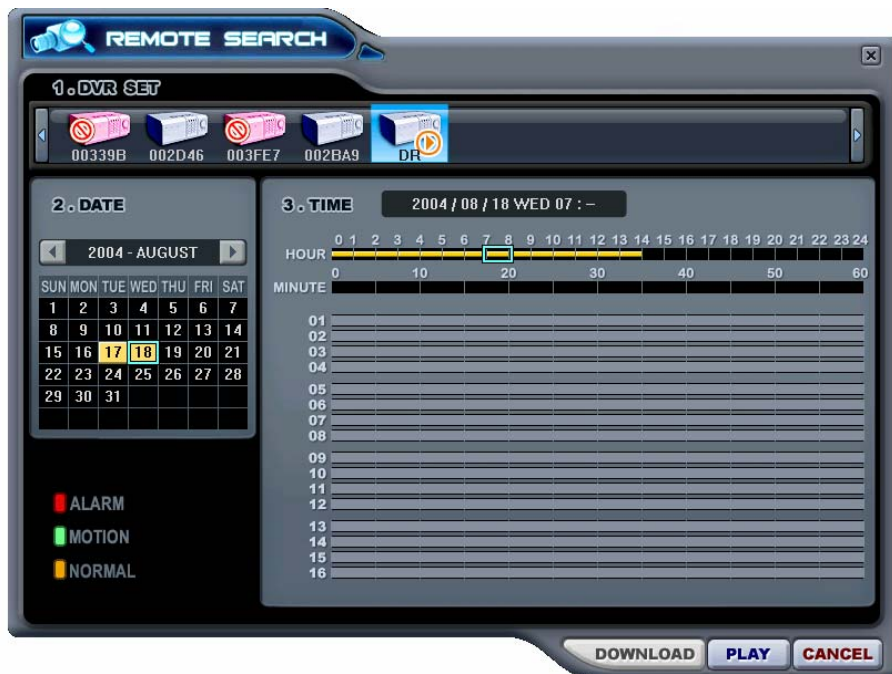 REMOTE SEARCH
1.DVR SET
00339B 002D46 003FE7 002BA9 DR
2.DATE
2004 - AUGUST
SUN MON TUE WED THU FRI SAT
1 2 3 4 5 6 7
8 9 10 11 12 13 14
15 16 17 18 19 20 21
22 23 24 25 26 27 28
29 30 31
ALARM
MOTION
NORMAL
3.TIME 2004 / 08 / 18 WED 07 : –
0 1 2 3 4 5 6 7 8 9 10 11 12 13 14 15 16 17 18 19 20 21 22 23 24
HOUR
0 10 20 30 40 50 60
MINUTE
01
02
03
04
05
06
07
08
09
10
11
12
13
14
15
16
DOWNLOAD PLAY CANCEL